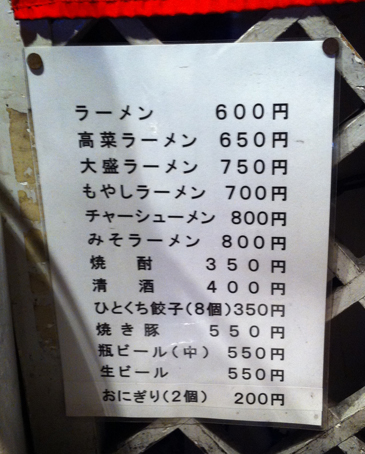 ラーメン 600円
高菜ラーメン 650円
大盛ラーメン 750円
もやしラーメン 700円
チャーシューメン 800円
みそラーメン 800円
焼酎 350円
清酒 400円
ひとくち餃子(8個)350円
焼き豚 550円
瓶ビール(中) 550円
生ビール 550円
おにぎり(2個) 200円